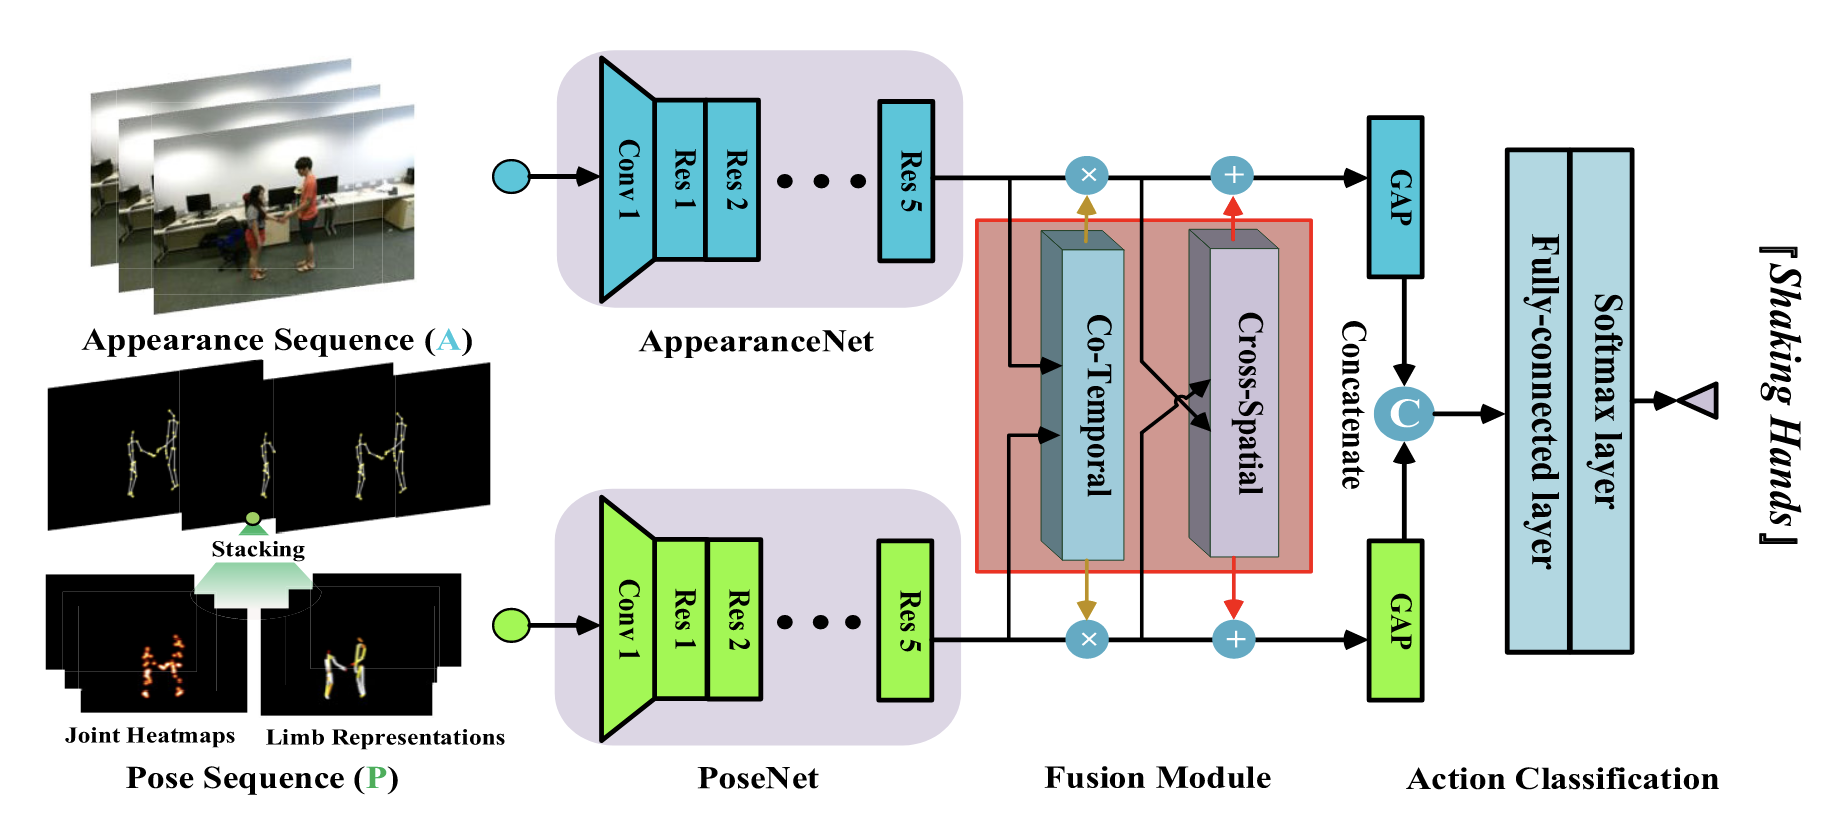 Appearance Sequence (A)
Stacking
Joint Heatmaps
Limb Representations
Pose Sequence (P)
Conv 1
Res 1
Res 2
Res 5
AppearanceNet
Conv 1
Res 1
Res 2
Res 5
PoseNet
×
+
Co-Temporal
Cross-Spatial
×
+
Fusion Module
GAP
Concatenate
C
GAP
Fully-connected layer
Softmax layer
Action Classification
『Shaking Hands』